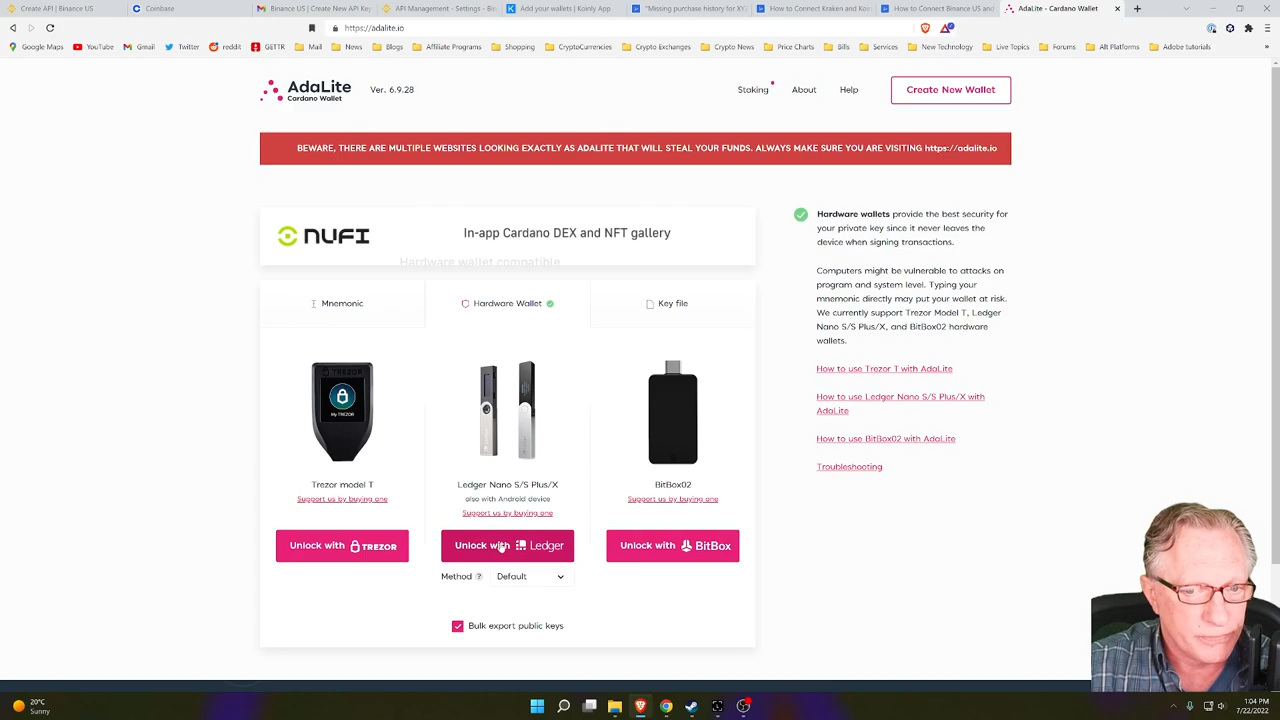 Create API | Binance US
Coinbase
Binance US | Create New API Key
API Management - Settings - Bin
Add your wallets | Koinly App
"Missing purchase history for XY
How to Connect Kraken and Koin
How to Connect Binance US and
AdaLite - Cardano Wallet
https://adalite.io
Google Maps
YouTube
Gmail
Twitter
reddit
GETTR
Mail
News
Blogs
Affiliate Programs
Shopping
CryptoCurrencies
Crypto Exchanges
Crypto News
Price Charts
Bills
Services
New Technology
Live Topics
Forums
Alt Platforms
Adobe tutorials
AdaLite
Cardano Wallet
Ver. 6.9.28
Staking
About
Help
Create New Wallet
BEWARE, THERE ARE MULTIPLE WEBSITES LOOKING EXACTLY AS ADALITE THAT WILL STEAL YOUR FUNDS. ALWAYS MAKE SURE YOU ARE VISITING https://adalite.io
NUFI
In-app Cardano DEX and NFT gallery
Hardware wallet compatible
Mnemonic
Hardware Wallet
Key file
TREZOR
My TREZOR
Trezor model T
Support us by buying one
Unlock with TREZOR
Ledger Nano S/S Plus/X
also with Android device
Support us by buying one
Unlock with Ledger
Method ? Default
BitBox02
Support us by buying one
Unlock with BitBox
Bulk export public keys
Hardware wallets provide the best security for
your private key since it never leaves the
device when signing transactions.
Computers might be vulnerable to attacks on
program and system level. Typing your
mnemonic directly may put your wallet at risk.
We currently support Trezor Model T, Ledger
Nano S/S Plus/X, and BitBox02 hardware
wallets.
How to use Trezor T with AdaLite
How to use Ledger Nano S/S Plus/X with
AdaLite
How to use BitBox02 with AdaLite
Troubleshooting
20°C
Sunny
1:04 PM
7/22/2022